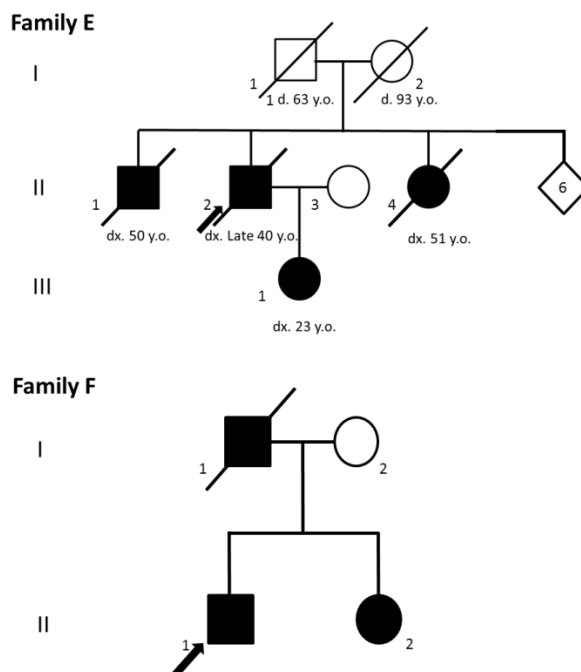 Family E
I
1
1 d. 63 y.o.
2
d. 93 y.o.
II
1
2
3
4
6
dx. 50 y.o.
dx. Late 40 y.o.
dx. 51 y.o.
III
1
dx. 23 y.o.
Family F
I
1
2
II
1
2